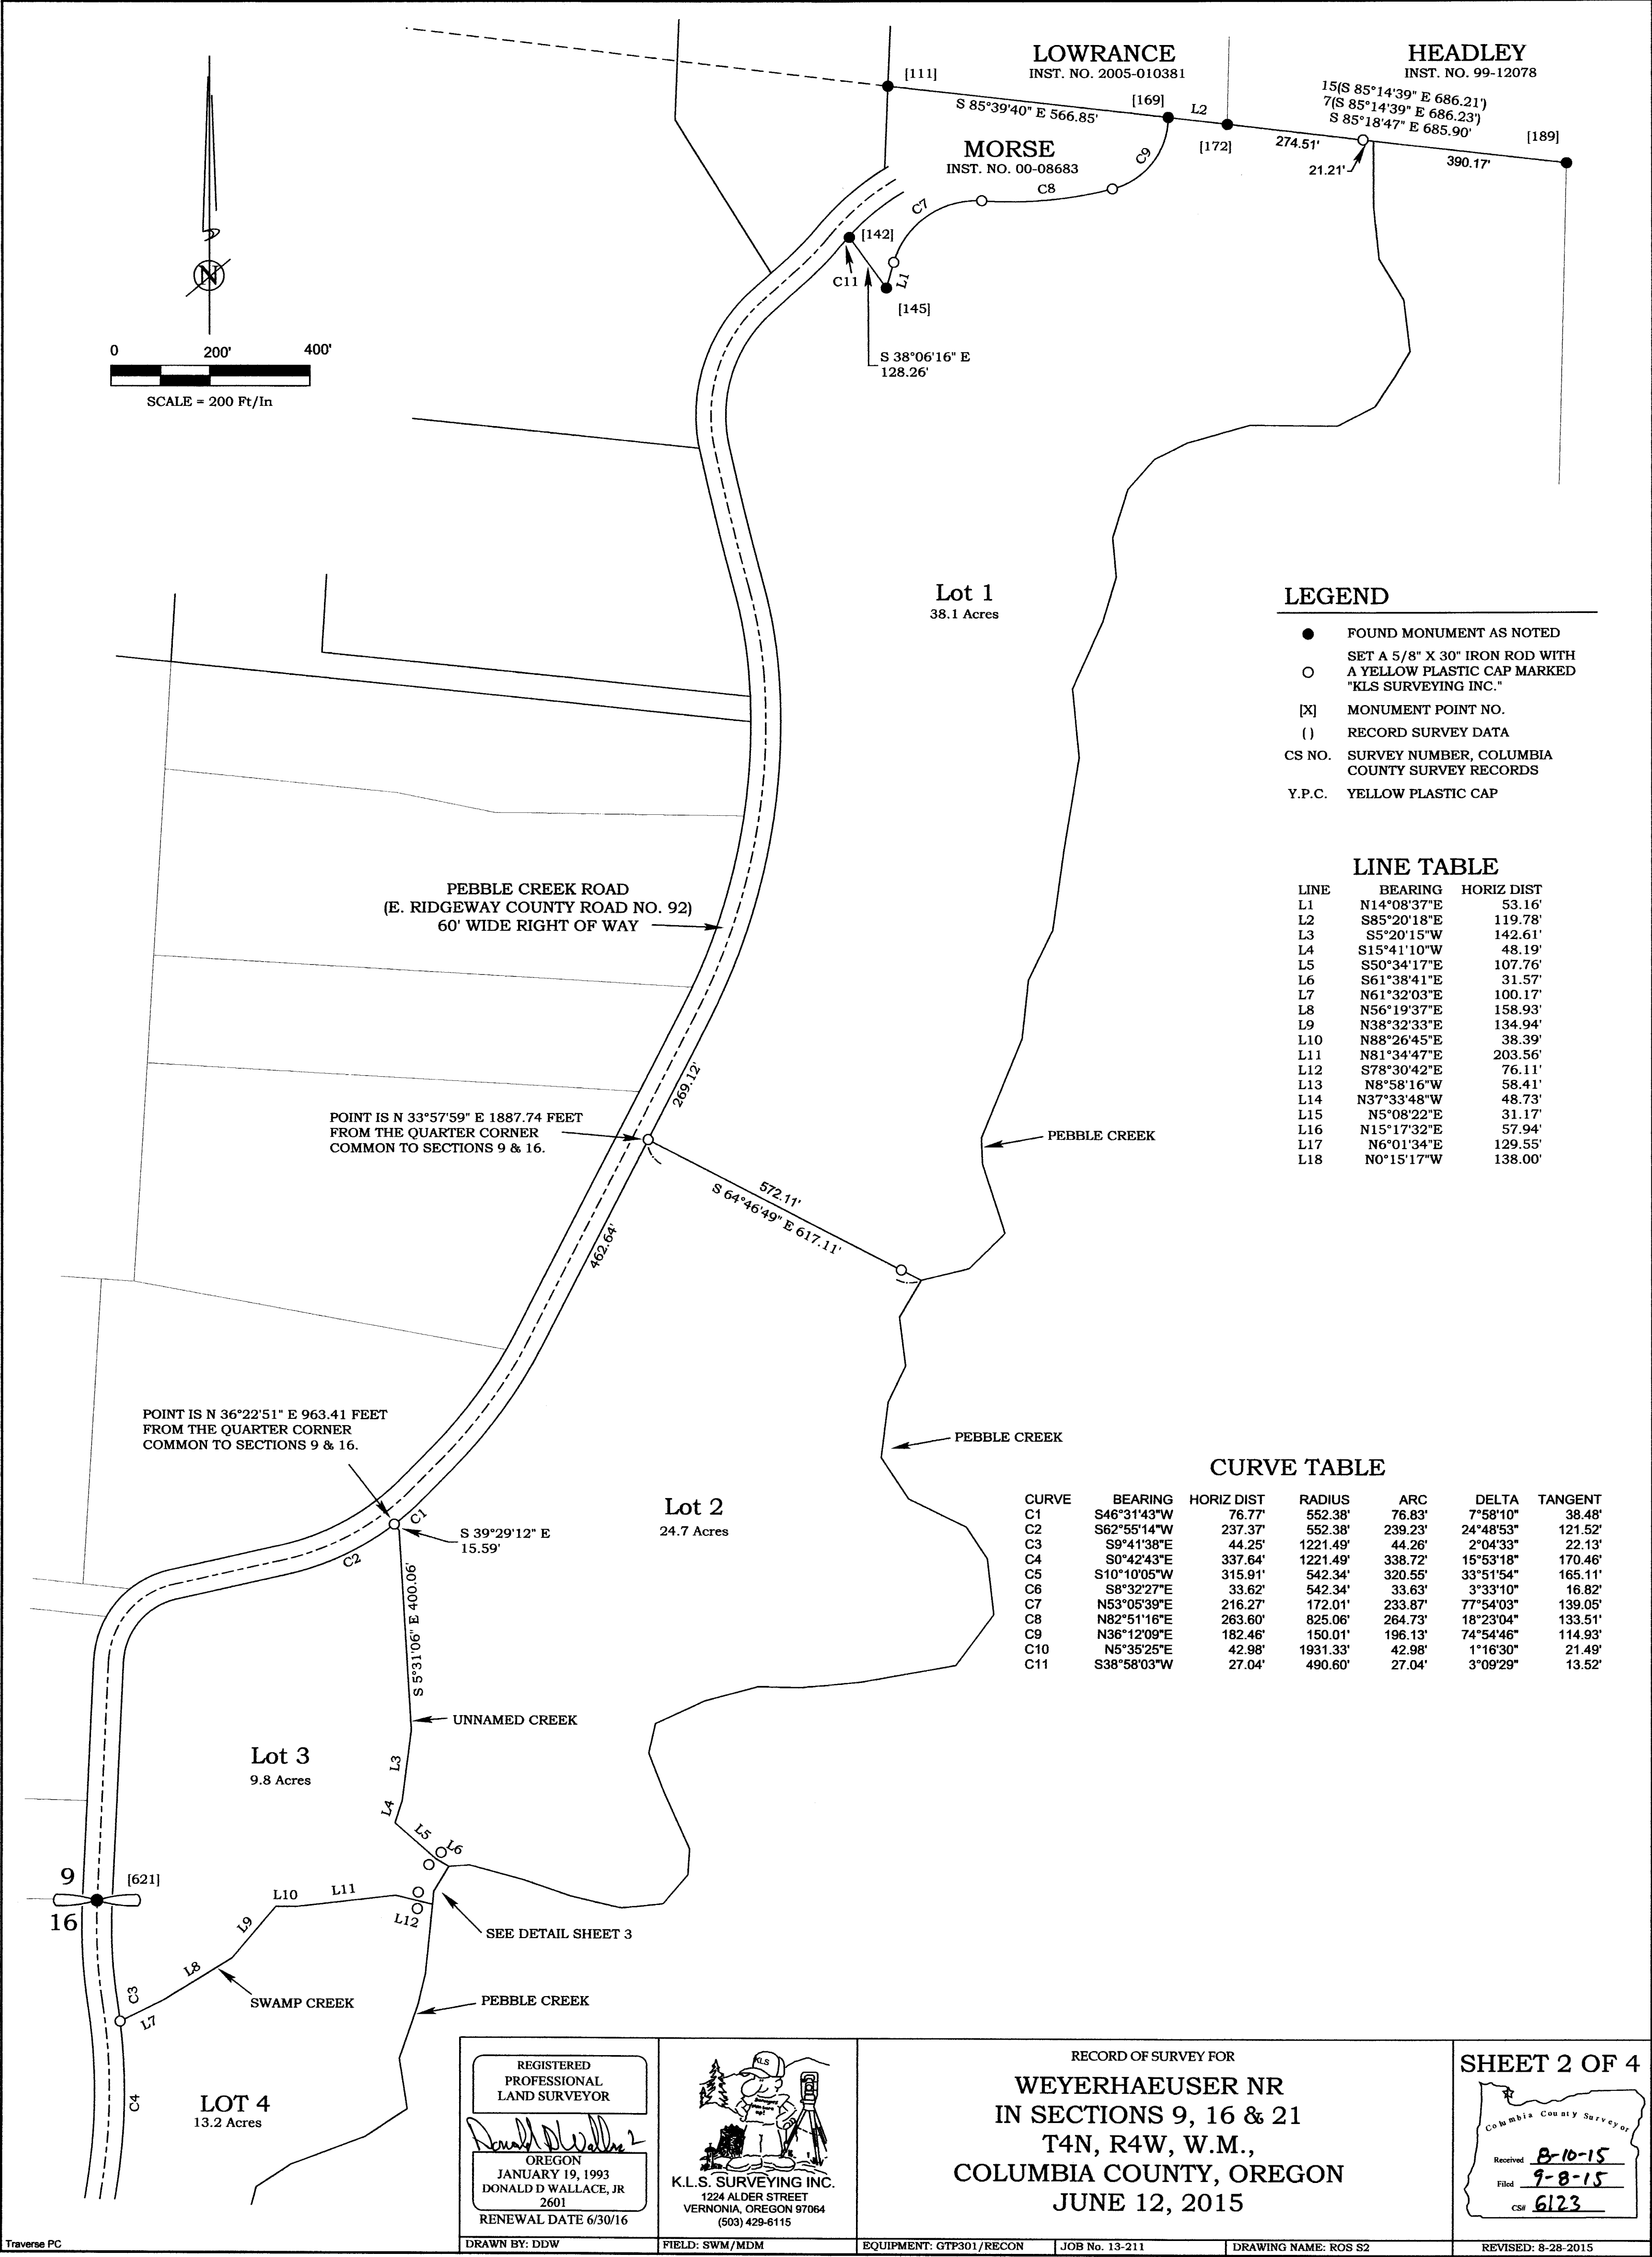 LOWRANCE
INST. NO. 2005-010381
HEADLEY
INST. NO. 99-12078
15(S 85°14'39" E 686.21')
7(S 85°14'39" E 686.23')
S 85°18'47" E 685.90'
[111]
S 85°39'40" E 566.85'
[169]
L2
[172]
274.51'
21.21'
390.17'
[189]
MORSE
INST. NO. 00-08683
C9
C8
C7
[142]
C11
L1
[145]
S 38°06'16" E
128.26'
N
0 200' 400'
SCALE = 200 Ft/In
Lot 1
38.1 Acres
LEGEND
FOUND MONUMENT AS NOTED
SET A 5/8" X 30" IRON ROD WITH
A YELLOW PLASTIC CAP MARKED
"KLS SURVEYING INC."
[X] MONUMENT POINT NO.
( ) RECORD SURVEY DATA
CS NO. SURVEY NUMBER, COLUMBIA
COUNTY SURVEY RECORDS
Y.P.C. YELLOW PLASTIC CAP
LINE TABLE
LINE BEARING HORIZ DIST
L1 N14°08'37"E 53.16'
L2 S85°20'18"E 119.78'
L3 S5°20'15"W 142.61'
L4 S15°41'10"W 48.19'
L5 S50°34'17"E 107.76'
L6 S61°38'41"E 31.57'
L7 N61°32'03"E 100.17'
L8 N56°19'37"E 158.93'
L9 N38°32'33"E 134.94'
L10 N88°26'45"E 38.39'
L11 N81°34'47"E 203.56'
L12 S78°30'42"E 76.11'
L13 N8°58'16"W 58.41'
L14 N37°33'48"W 48.73'
L15 N5°08'22"E 31.17'
L16 N15°17'32"E 57.94'
L17 N6°01'34"E 129.55'
L18 N0°15'17"W 138.00'
PEBBLE CREEK ROAD
(E. RIDGEWAY COUNTY ROAD NO. 92)
60' WIDE RIGHT OF WAY
269.12'
POINT IS N 33°57'59" E 1887.74 FEET
FROM THE QUARTER CORNER
COMMON TO SECTIONS 9 & 16.
PEBBLE CREEK
572.11'
S 64°46'49" E 617.11'
462.64'
POINT IS N 36°22'51" E 963.41 FEET
FROM THE QUARTER CORNER
COMMON TO SECTIONS 9 & 16.
PEBBLE CREEK
C1
C2
S 39°29'12" E
15.59'
Lot 2
24.7 Acres
CURVE TABLE
CURVE BEARING HORIZ DIST RADIUS ARC DELTA TANGENT
C1 S46°31'43"W 76.77' 552.38' 76.83' 7°58'10" 38.48'
C2 S62°55'14"W 237.37' 552.38' 239.23' 24°48'53" 121.52'
C3 S9°41'38"E 44.25' 1221.49' 44.26' 2°04'33" 22.13'
C4 S0°42'43"E 337.64' 1221.49' 338.72' 15°53'18" 170.46'
C5 S10°10'05"W 315.91' 542.34' 320.55' 33°51'54" 165.11'
C6 S8°32'27"E 33.62' 542.34' 33.63' 3°33'10" 16.82'
C7 N53°05'39"E 216.27' 172.01' 233.87' 77°54'03" 139.05'
C8 N82°51'16"E 263.60' 825.06' 264.73' 18°23'04" 133.51'
C9 N36°12'09"E 182.46' 150.01' 196.13' 74°54'46" 114.93'
C10 N5°35'25"E 42.98' 1931.33' 42.98' 1°16'30" 21.49'
C11 S38°58'03"W 27.04' 490.60' 27.04' 3°09'29" 13.52'
S 5°31'06" E 400.06'
UNNAMED CREEK
Lot 3
9.8 Acres
L3
L4
L5
L6
9
[621]
16
L10
L11
L12
L9
L8
SEE DETAIL SHEET 3
C3
L7
SWAMP CREEK
PEBBLE CREEK
C4
LOT 4
13.2 Acres
REGISTERED
PROFESSIONAL
LAND SURVEYOR
Donald D Wallace
OREGON
JANUARY 19, 1993
DONALD D WALLACE, JR
2601
RENEWAL DATE 6/30/16
KLS
K.L.S. SURVEYING INC.
1224 ALDER STREET
VERNONIA, OREGON 97064
(503) 429-6115
RECORD OF SURVEY FOR
WEYERHAEUSER NR
IN SECTIONS 9, 16 & 21
T4N, R4W, W.M.,
COLUMBIA COUNTY, OREGON
JUNE 12, 2015
SHEET 2 OF 4
Columbia County Surveyor
Received 8-10-15
Filed 9-8-15
CS# 6123
Traverse PC
DRAWN BY: DDW
FIELD: SWM/MDM
EQUIPMENT: GTP301/RECON
JOB No. 13-211
DRAWING NAME: ROS S2
REVISED: 8-28-2015